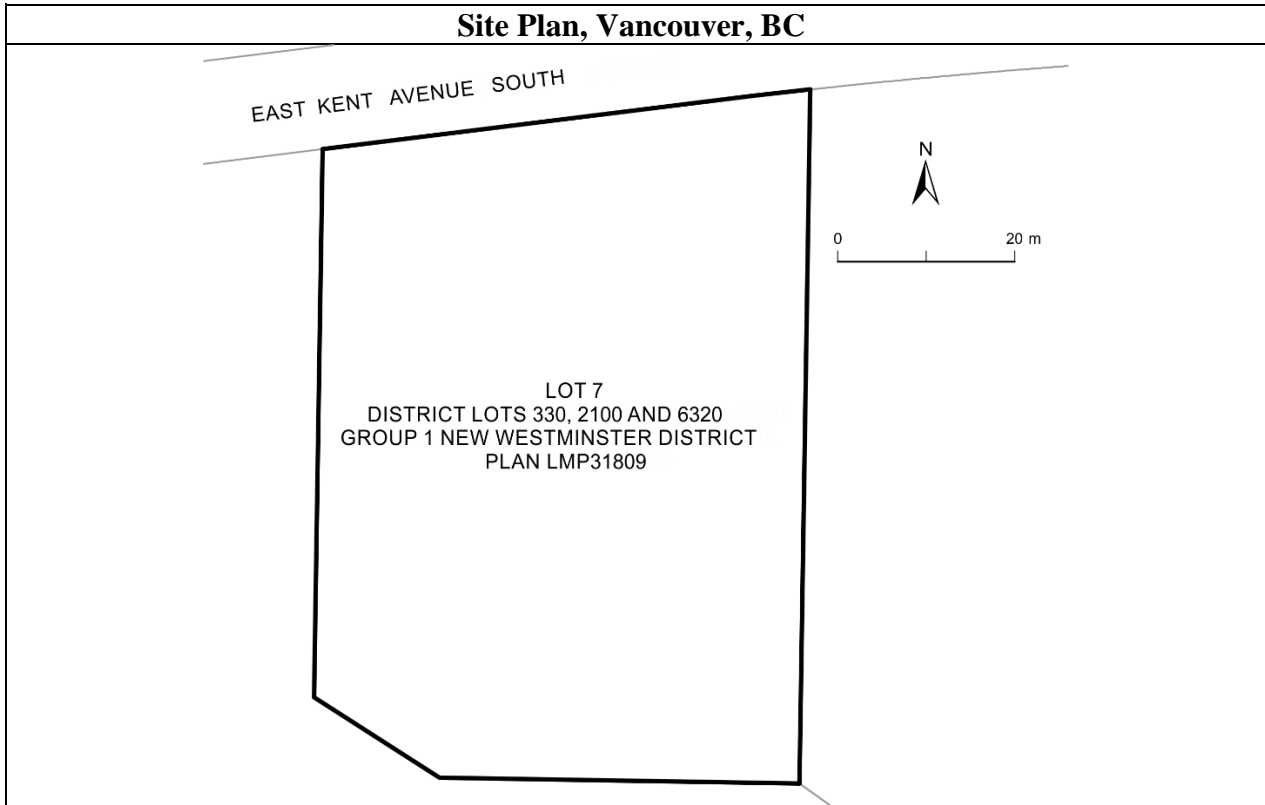 Site Plan, Vancouver, BC
EAST KENT AVENUE SOUTH
N
0 20 m
LOT 7
DISTRICT LOTS 330, 2100 AND 6320
GROUP 1 NEW WESTMINSTER DISTRICT
PLAN LMP31809